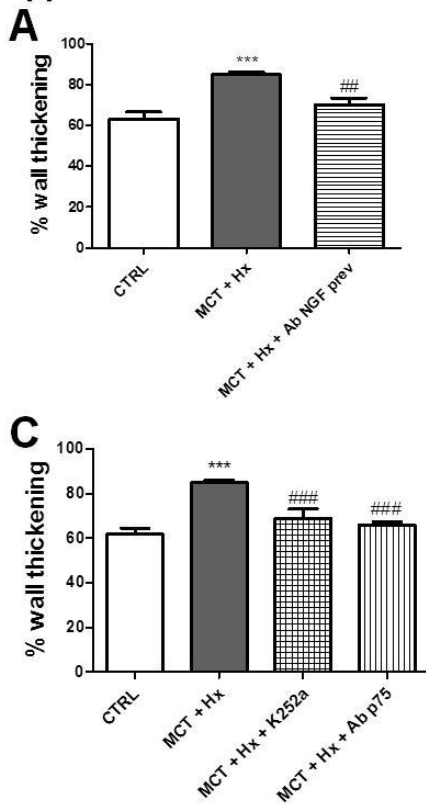 A
% wall thickening
100
80
60
40
20
0
***
##
CTRL
MCT + Hx
MCT + Hx + Ab NGF prev
C
% wall thickening
100
80
60
40
20
0
***
###
###
CTRL
MCT + Hx
MCT + Hx + K252a
MCT + Hx + Ab p75